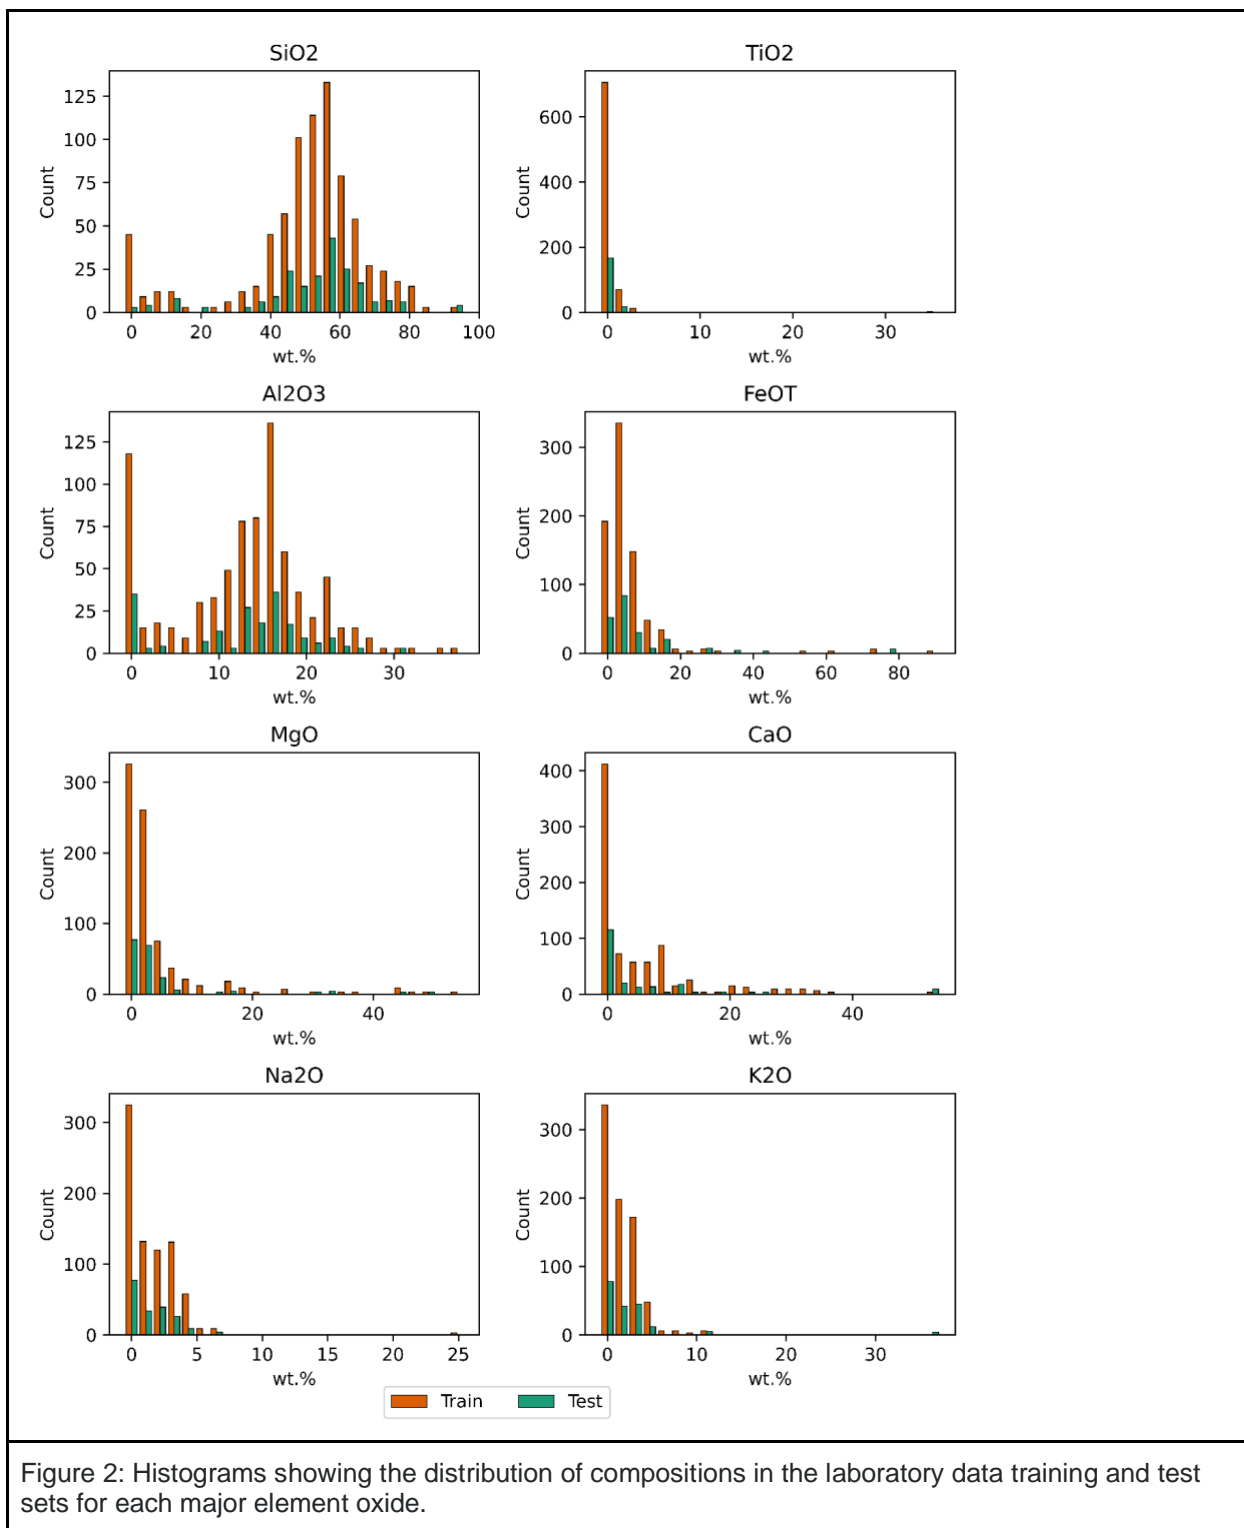 SiO2
TiO2
Count
125
100
75
50
25
0
0 20 40 60 80 100
wt.%
Count
600
400
200
0
0 10 20 30
wt.%
Al2O3
FeOT
Count
125
100
75
50
25
0
0 10 20 30
wt.%
Count
300
200
100
0
0 20 40 60 80
wt.%
MgO
CaO
Count
300
200
100
0
0 20 40
wt.%
Count
400
300
200
100
0
0 20 40
wt.%
Na2O
K2O
Count
300
200
100
0
0 5 10 15 20 25
wt.%
Count
300
200
100
0
0 10 20 30
wt.%
Train Test
Figure 2: Histograms showing the distribution of compositions in the laboratory data training and test
sets for each major element oxide.